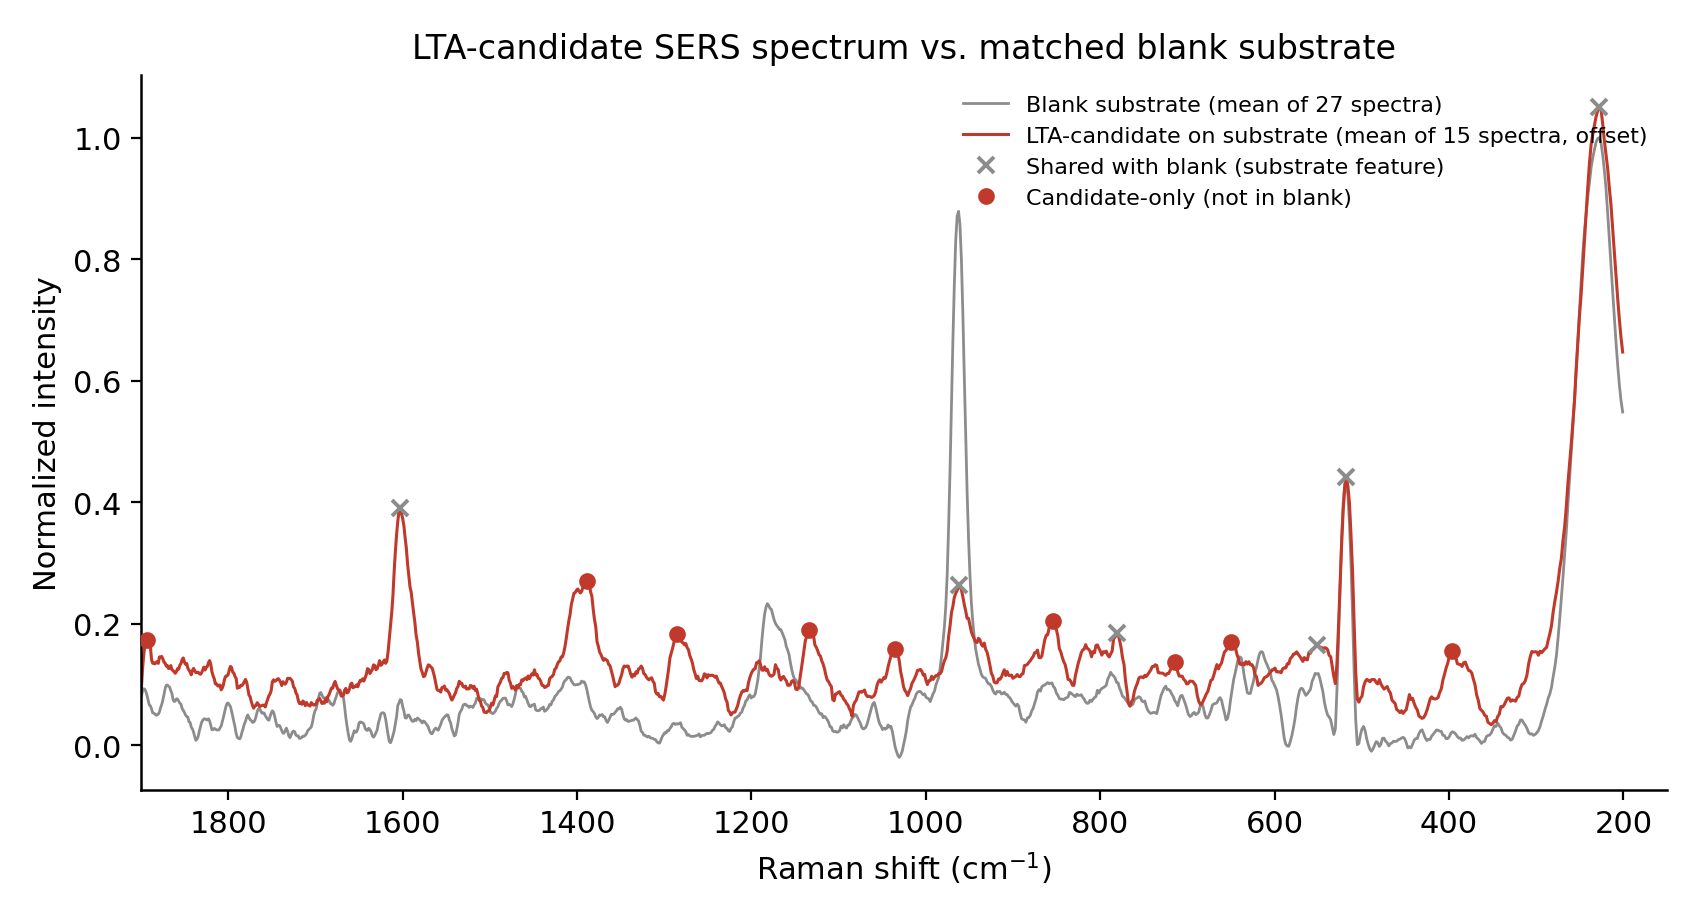 LTA-candidate SERS spectrum vs. matched blank substrate
Blank substrate (mean of 27 spectra)
LTA-candidate on substrate (mean of 15 spectra, offset)
Shared with blank (substrate feature)
Candidate-only (not in blank)
Normalized intensity
1.0
0.8
0.6
0.4
0.2
0.0
1800 1600 1400 1200 1000 800 600 400 200
Raman shift (cm⁻¹)